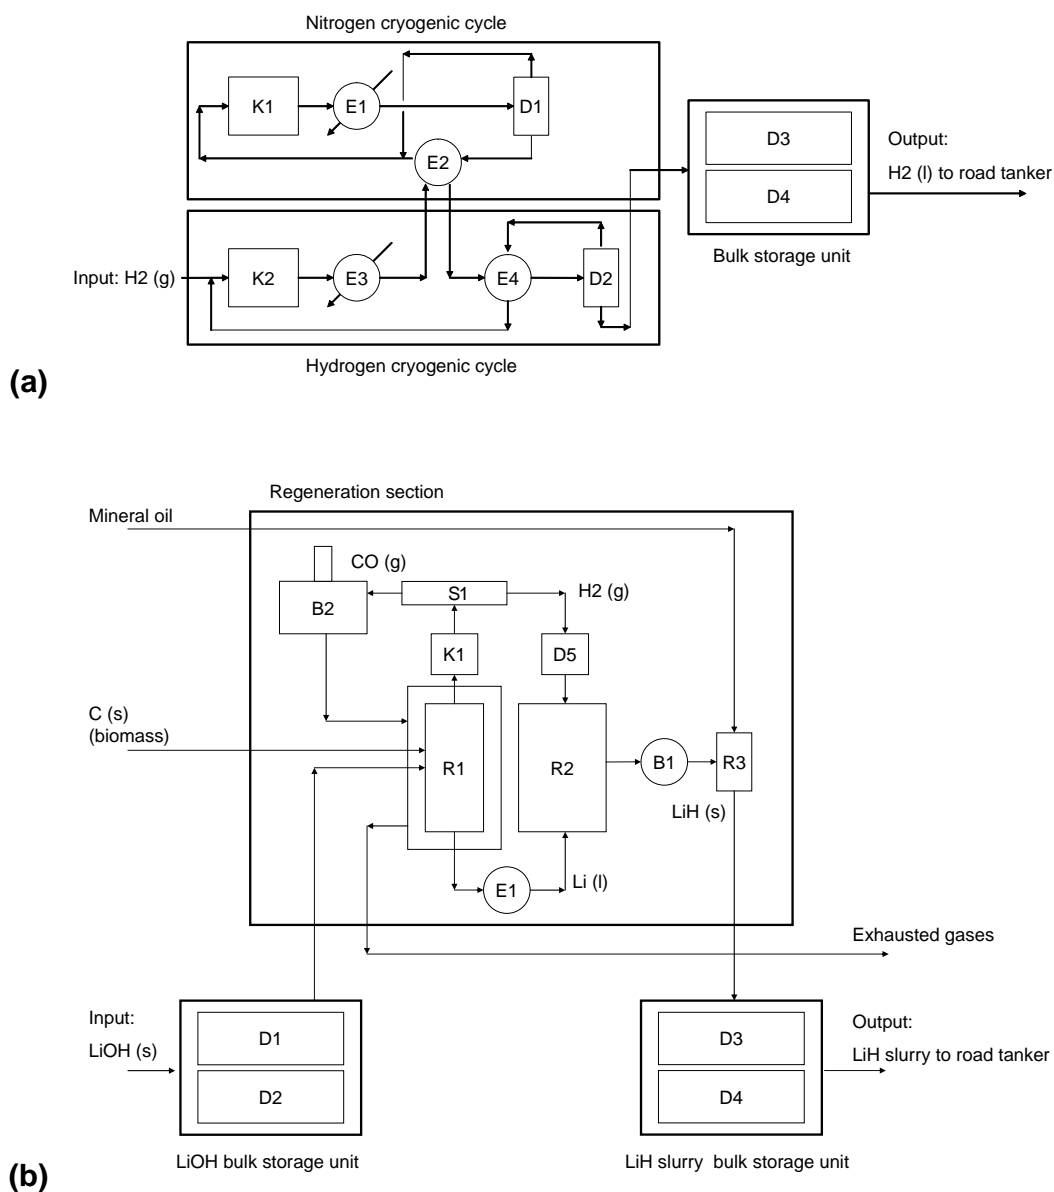 Nitrogen cryogenic cycle
K1
E1
D1
E2
D3
D4
Output:
H2 (l) to road tanker
Bulk storage unit
Input: H2 (g)
K2
E3
E4
D2
Hydrogen cryogenic cycle
(a)
Regeneration section
Mineral oil
CO (g)
S1
H2 (g)
B2
K1
D5
C (s)
(biomass)
R1
R2
B1
R3
LiH (s)
E1
Li (l)
Exhausted gases
Input:
LiOH (s)
D1
D2
LiOH bulk storage unit
D3
D4
Output:
LiH slurry to road tanker
LiH slurry  bulk storage unit
(b)